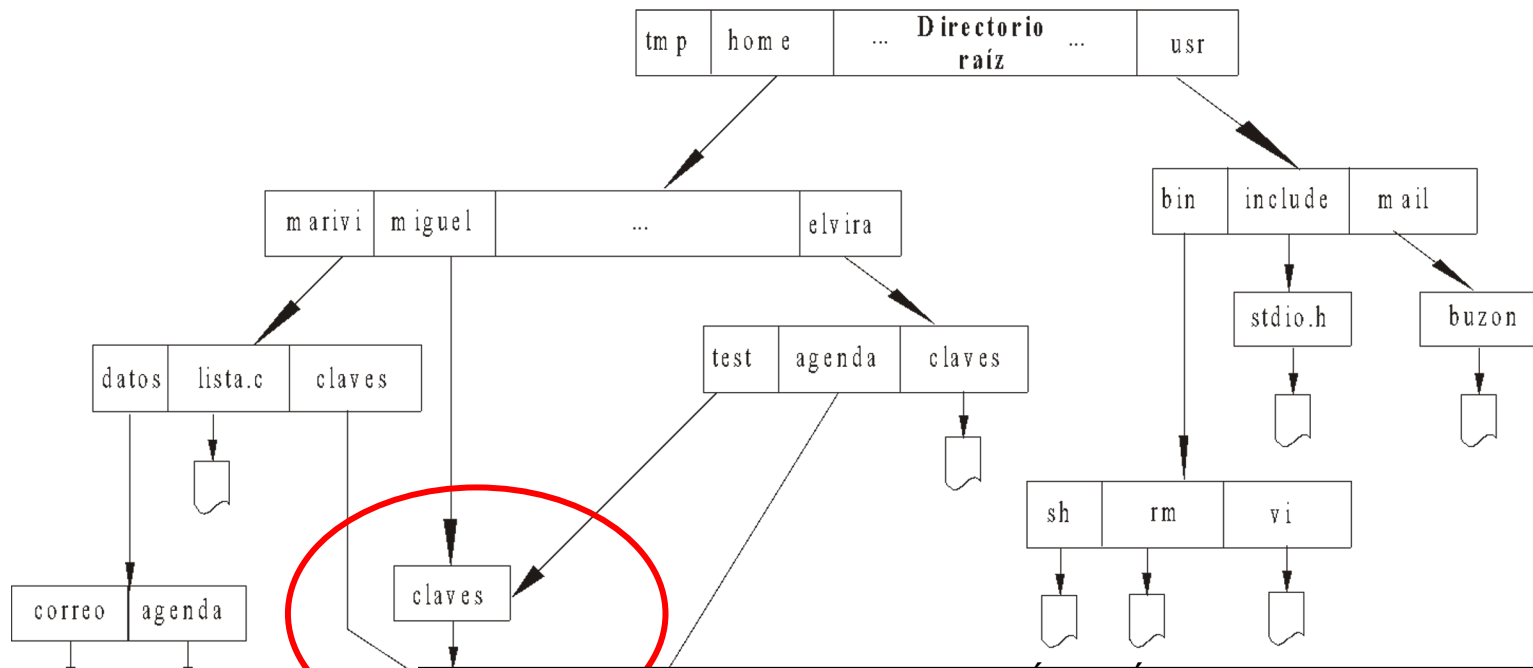 tmp home ... Directorio raíz ... usr
marivi miguel ... elvira
bin include mail
stdio.h buzon
datos lista.c claves
test agenda claves
sh rm vi
claves
correo agenda